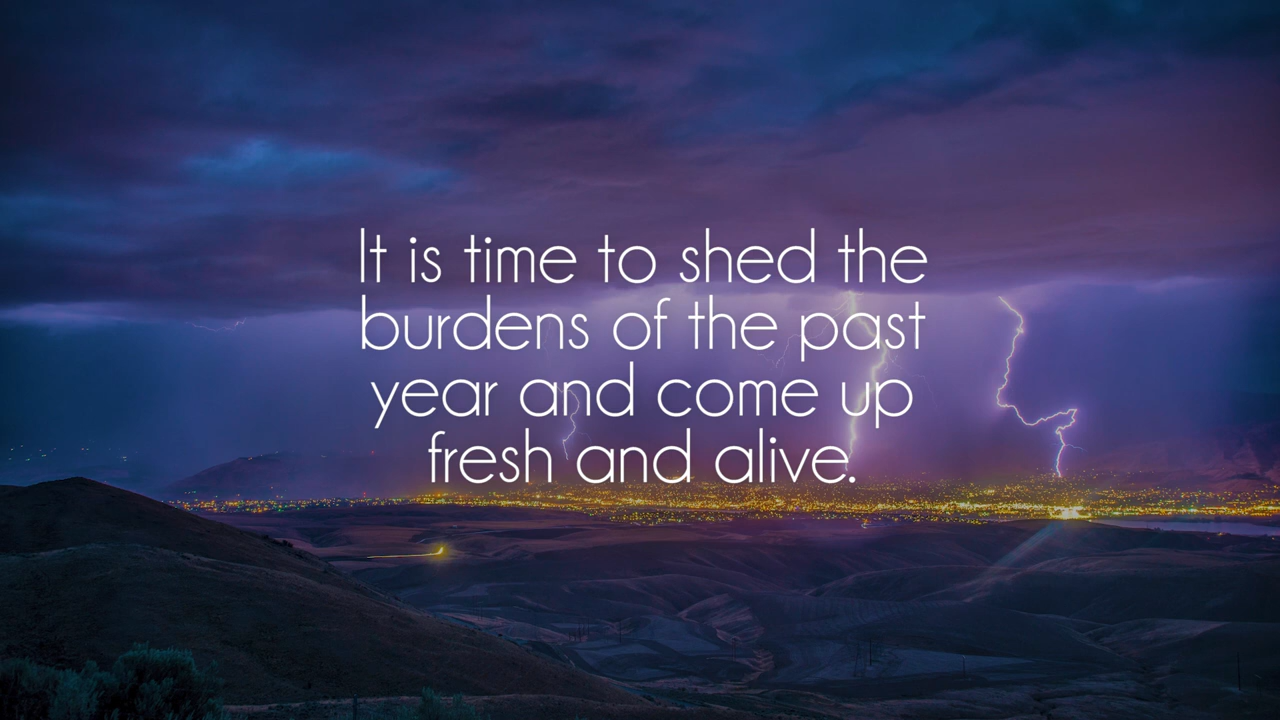 It is time to shed the
burdens of the past
year and come up
fresh and alive.